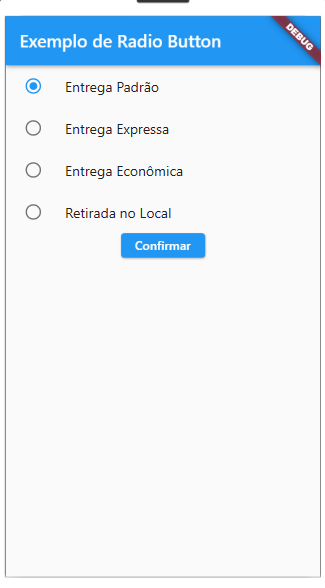 Exemplo de Radio Button
DEBUG
Entrega Padrão
Entrega Expressa
Entrega Econômica
Retirada no Local
Confirmar